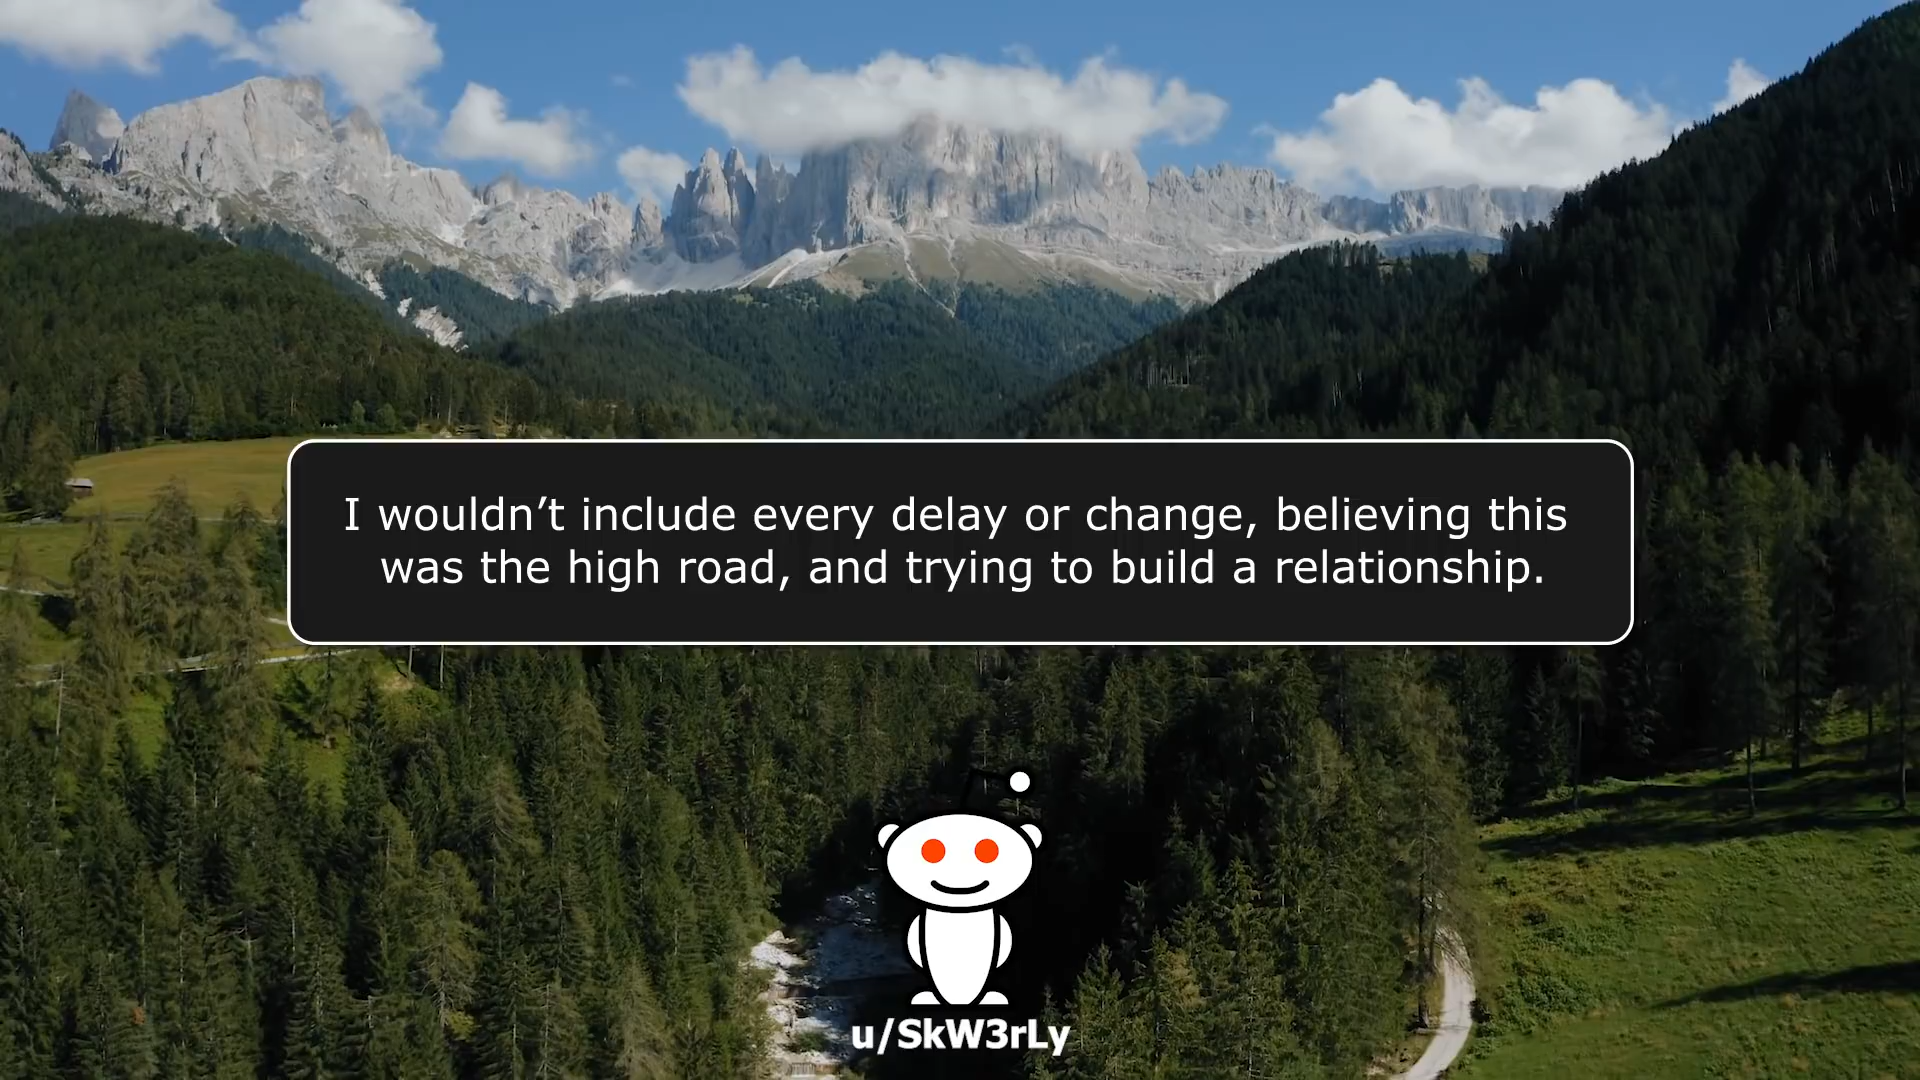 I wouldn’t include every delay or change, believing this
was the high road, and trying to build a relationship.
u/SkW3rLy